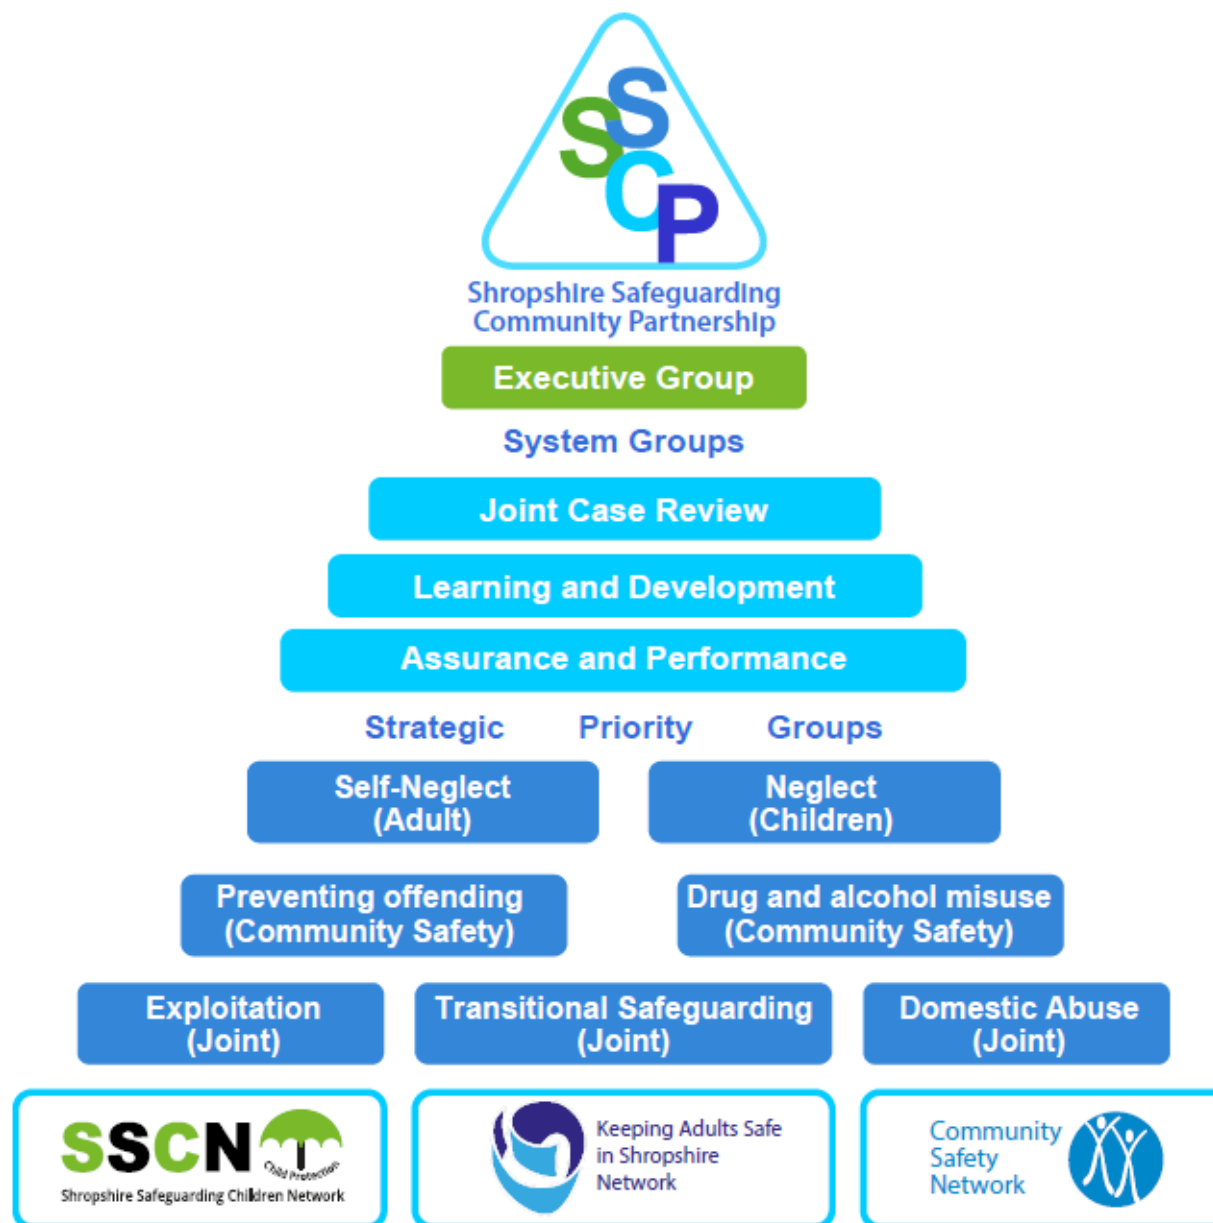 SSCP
Shropshire Safeguarding
Community Partnership
Executive Group
System Groups
Joint Case Review
Learning and Development
Assurance and Performance
Strategic Priority Groups
Self-Neglect
(Adult)
Neglect
(Children)
Preventing offending
(Community Safety)
Drug and alcohol misuse
(Community Safety)
Exploitation
(Joint)
Transitional Safeguarding
(Joint)
Domestic Abuse
(Joint)
SSCN
Child Protection
Shropshire Safeguarding Children Network
Keeping Adults Safe
in Shropshire
Network
Community
Safety
Network